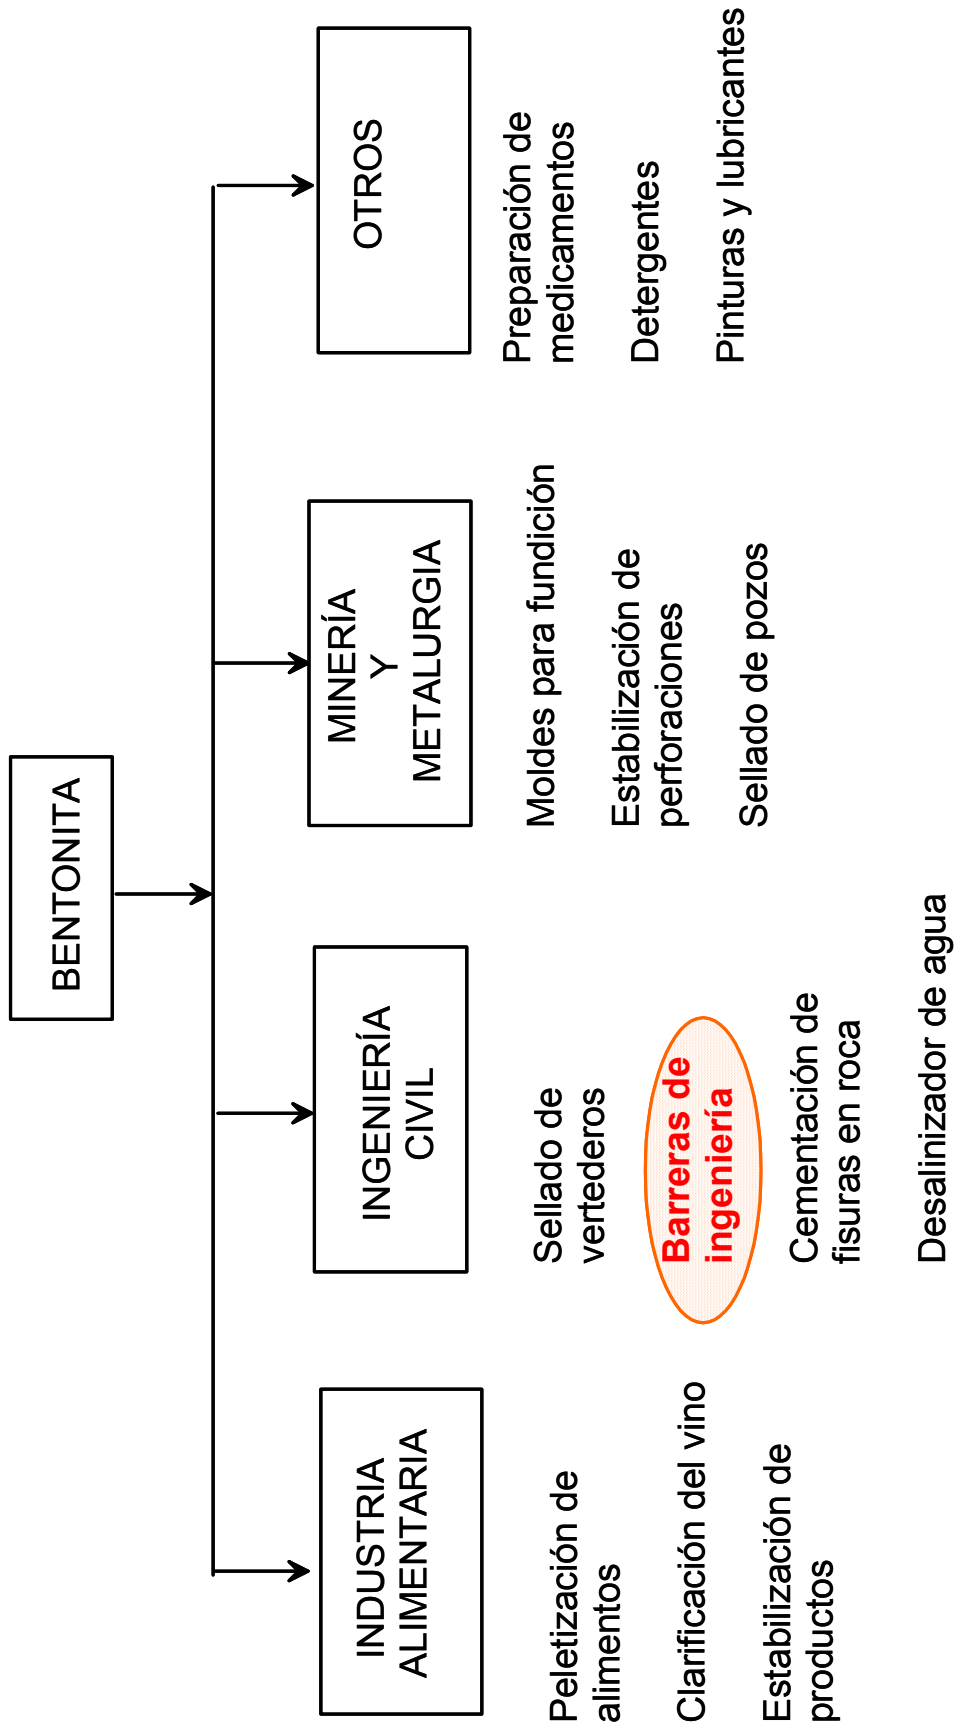 BENTONITA
INDUSTRIA
ALIMENTARIA
Peletización de
alimentos
Clarificación del vino
Estabilización de
productos
INGENIERÍA
CIVIL
Sellado de
vertederos
Barreras de
ingeniería
Cementación de
fisuras en roca
Desalinizador de agua
MINERÍA
Y
METALURGIA
Moldes para fundición
Estabilización de
perforaciones
Sellado de pozos
OTROS
Preparación de
medicamentos
Detergentes
Pinturas y lubricantes